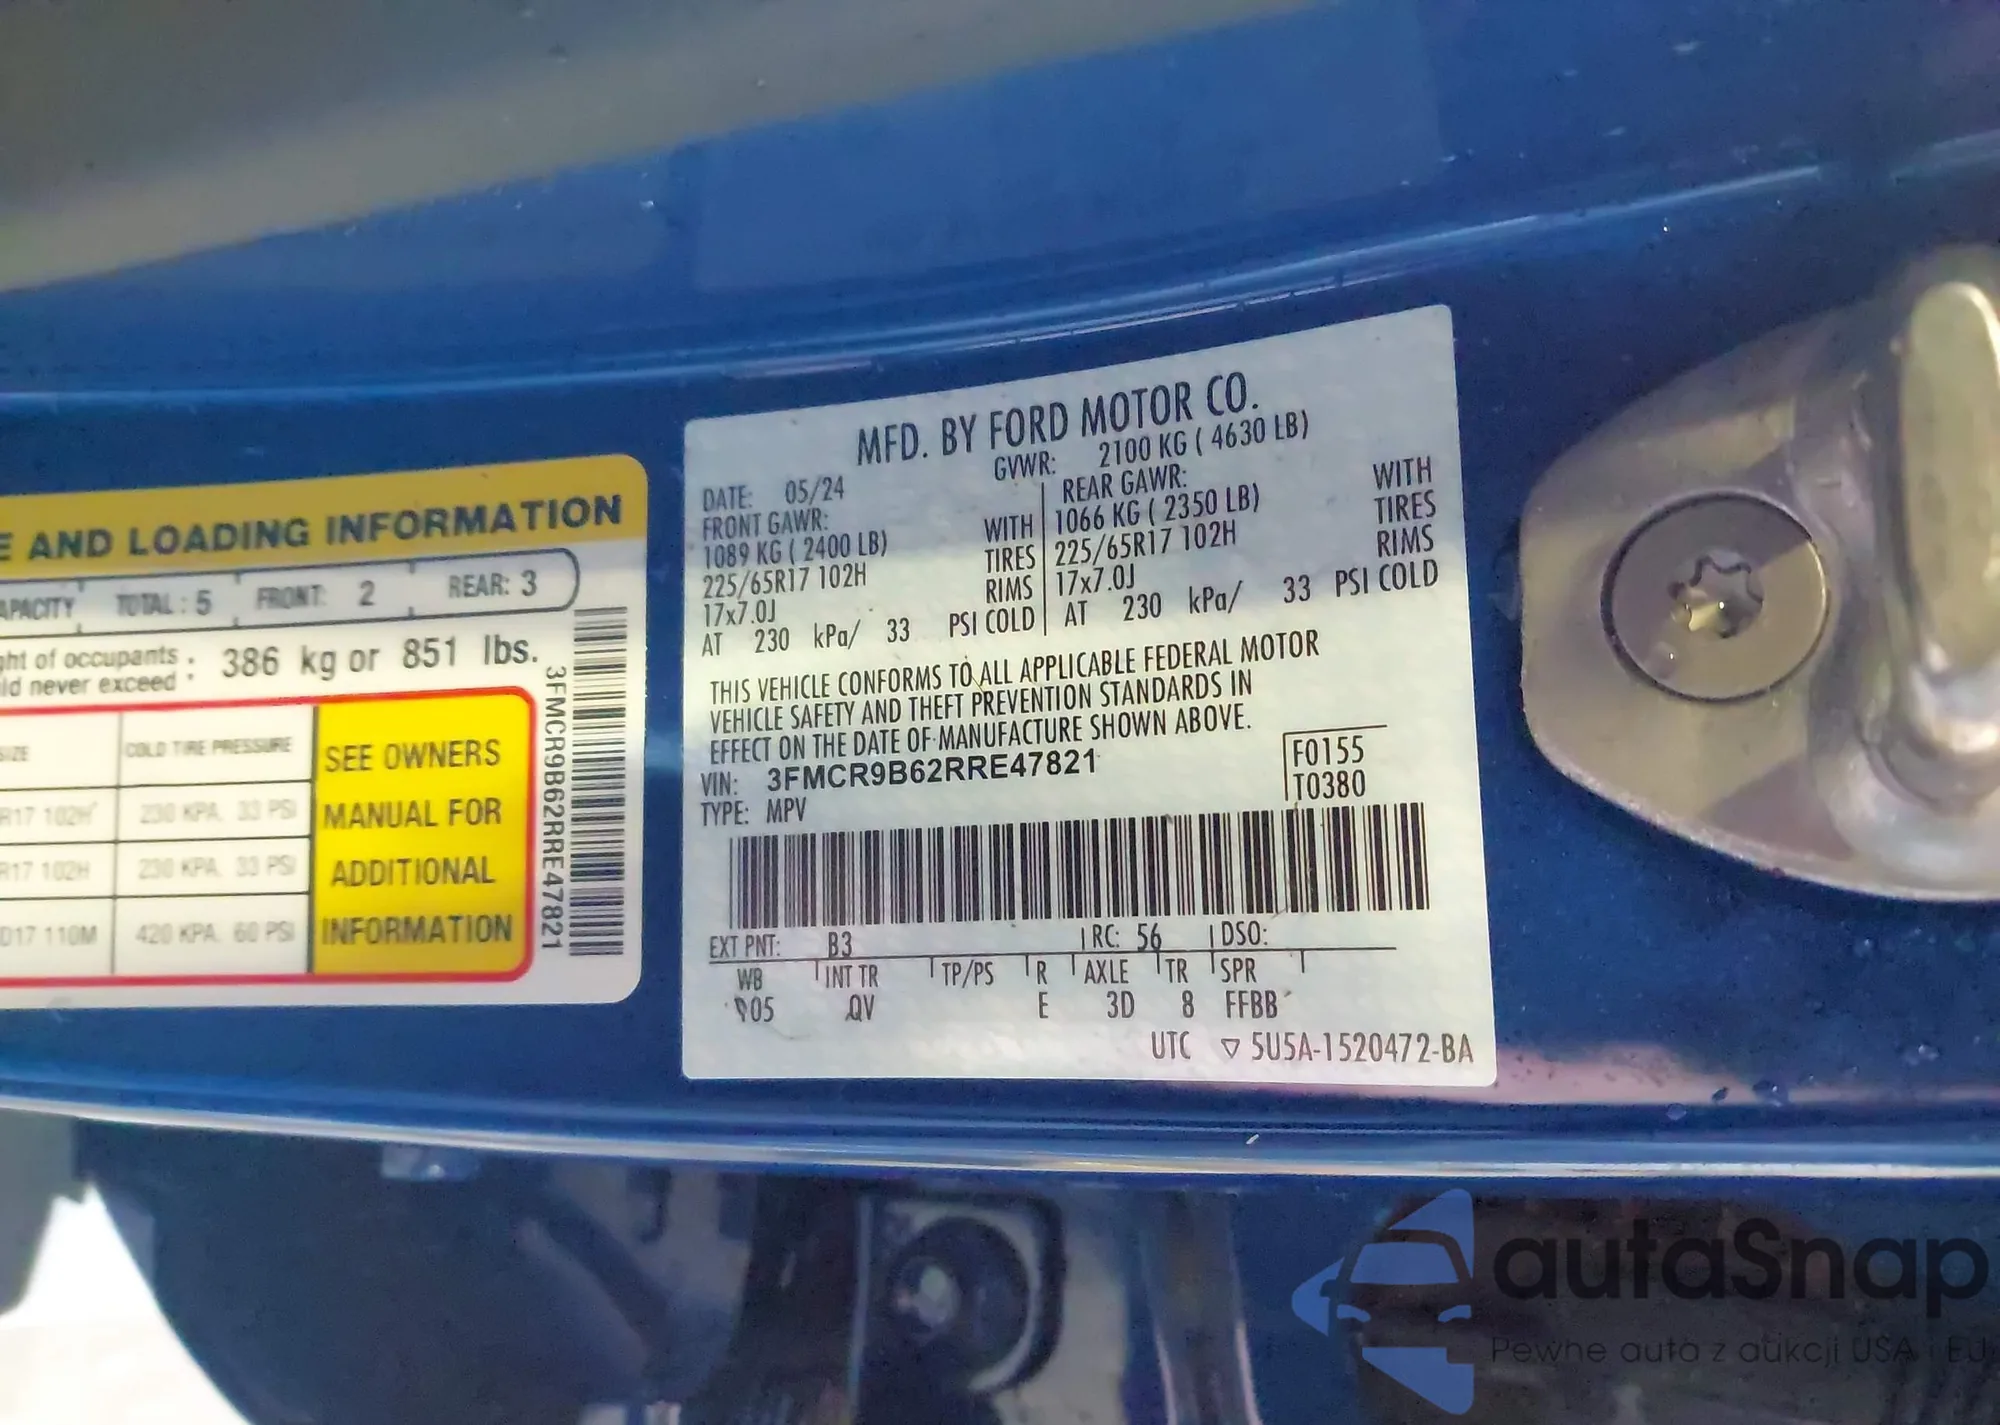 E AND LOADING INFORMATION
APACITY TOTAL : 5 FRONT: 2 REAR: 3
ght of occupants : 386 kg or 851 lbs.
ld never exceed
SIZE COLD TIRE PRESSURE
R17 102H 230 KPA, 33 PSI
R17 102H 230 KPA, 33 PSI
D17 110M 420 KPA, 60 PSI
SEE OWNERS
MANUAL FOR
ADDITIONAL
INFORMATION
3FMCR9B62RRE47821
MFD. BY FORD MOTOR CO.
DATE: 05/24 GVWR: 2100 KG ( 4630 LB)
FRONT GAWR: REAR GAWR:
1089 KG ( 2400 LB) WITH 1066 KG ( 2350 LB) WITH
225/65R17 102H TIRES 225/65R17 102H TIRES
17x7.0J RIMS 17x7.0J RIMS
AT 230 kPa/ 33 PSI COLD AT 230 kPa/ 33 PSI COLD
THIS VEHICLE CONFORMS TO ALL APPLICABLE FEDERAL MOTOR
VEHICLE SAFETY AND THEFT PREVENTION STANDARDS IN
EFFECT ON THE DATE OF MANUFACTURE SHOWN ABOVE.
VIN: 3FMCR9B62RRE47821 F0155
TYPE: MPV T0380
EXT PNT: B3 RC: 56 DSO:
WB INT TR TP/PS R AXLE TR SPR
905 QV E 3D 8 FFBB
UTC ▽ 5U5A-1520472-BA
autaSnap
Pewne auta z aukcji USA i EU